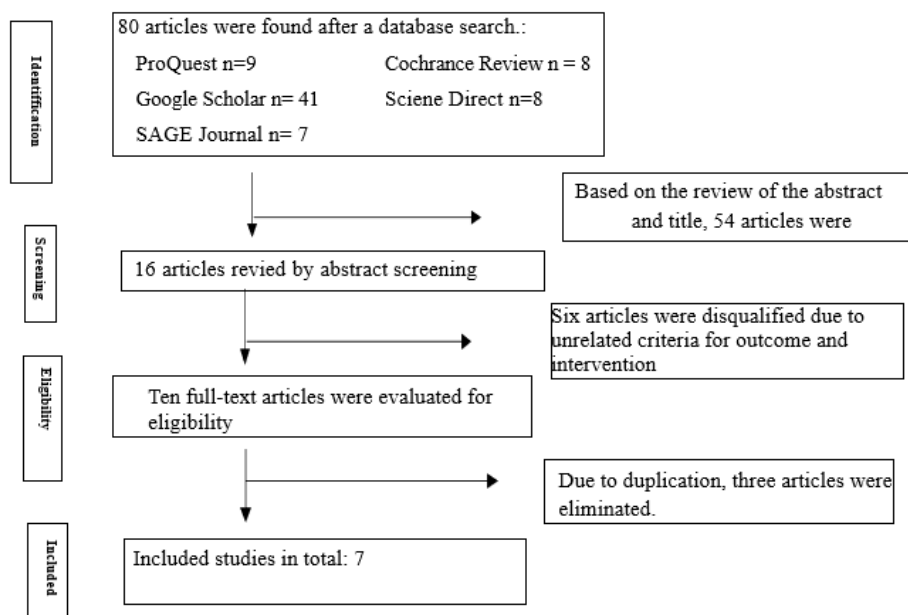 Identiffication
80 articles were found after a database search.:
ProQuest n=9
Cochrance Review n = 8
Google Scholar n= 41
Sciene Direct n=8
SAGE Journal n= 7
Based on the review of the abstract
and title, 54 articles were
Screening
16 articles revied by abstract screening
Six articles were disqualified due to
unrelated criteria for outcome and
intervention
Eligibility
Ten full-text articles were evaluated for
eligibility
Due to duplication, three articles were
eliminated.
Included
Included studies in total: 7